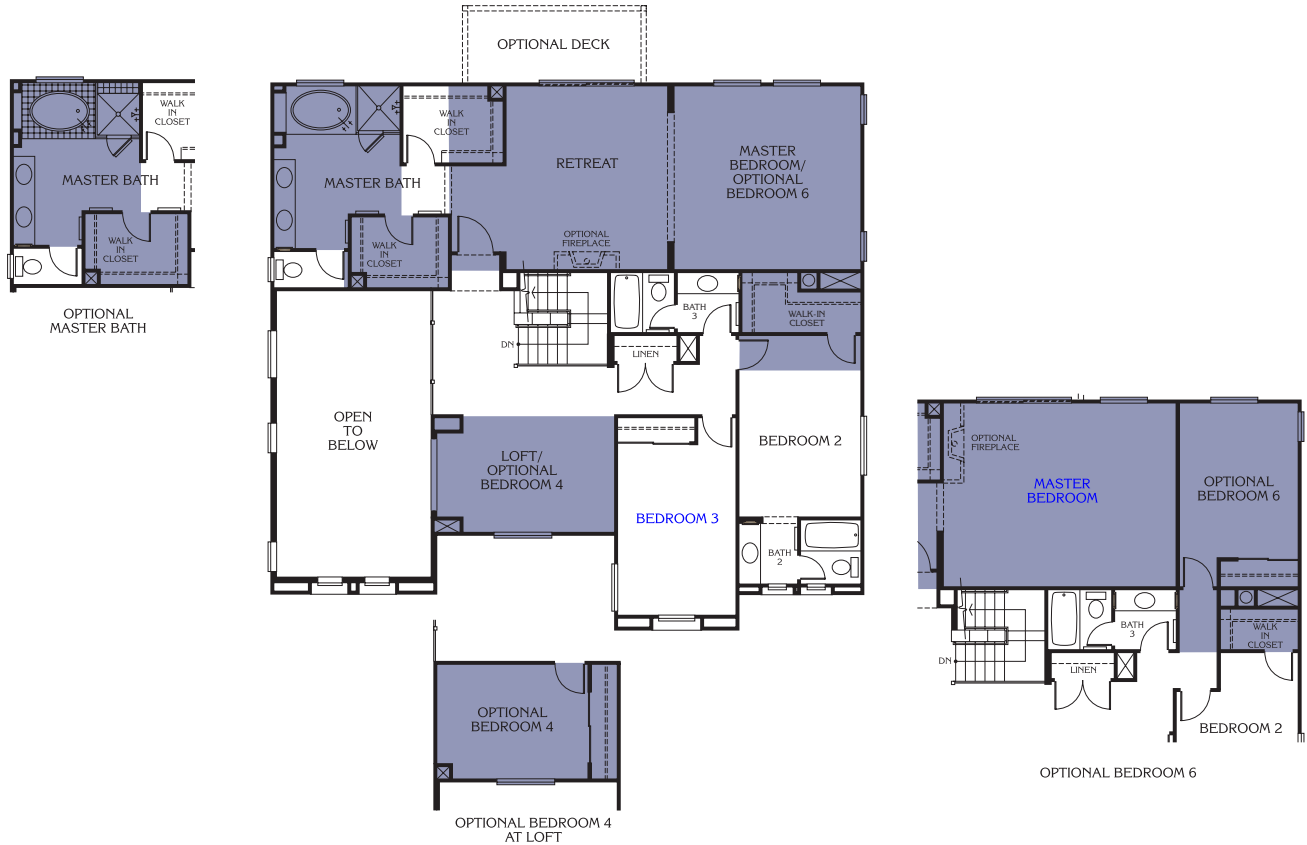 OPTIONAL DECK
WALK
IN
CLOSET
MASTER BATH
WALK
IN
CLOSET
OPTIONAL
MASTER BATH
WALK
IN
CLOSET
MASTER BATH
WALK
IN
CLOSET
RETREAT
OPTIONAL
FIREPLACE
MASTER
BEDROOM/
OPTIONAL
BEDROOM 6
BATH
3
WALK-IN
CLOSET
DN
LINEN
OPEN
TO
BELOW
LOFT/
OPTIONAL
BEDROOM 4
BEDROOM 3
BEDROOM 2
BATH
2
OPTIONAL
BEDROOM 4
OPTIONAL BEDROOM 4
AT LOFT
OPTIONAL
FIREPLACE
MASTER
BEDROOM
OPTIONAL
BEDROOM 6
BATH
3
WALK
IN
CLOSET
DN
LINEN
BEDROOM 2
OPTIONAL BEDROOM 6